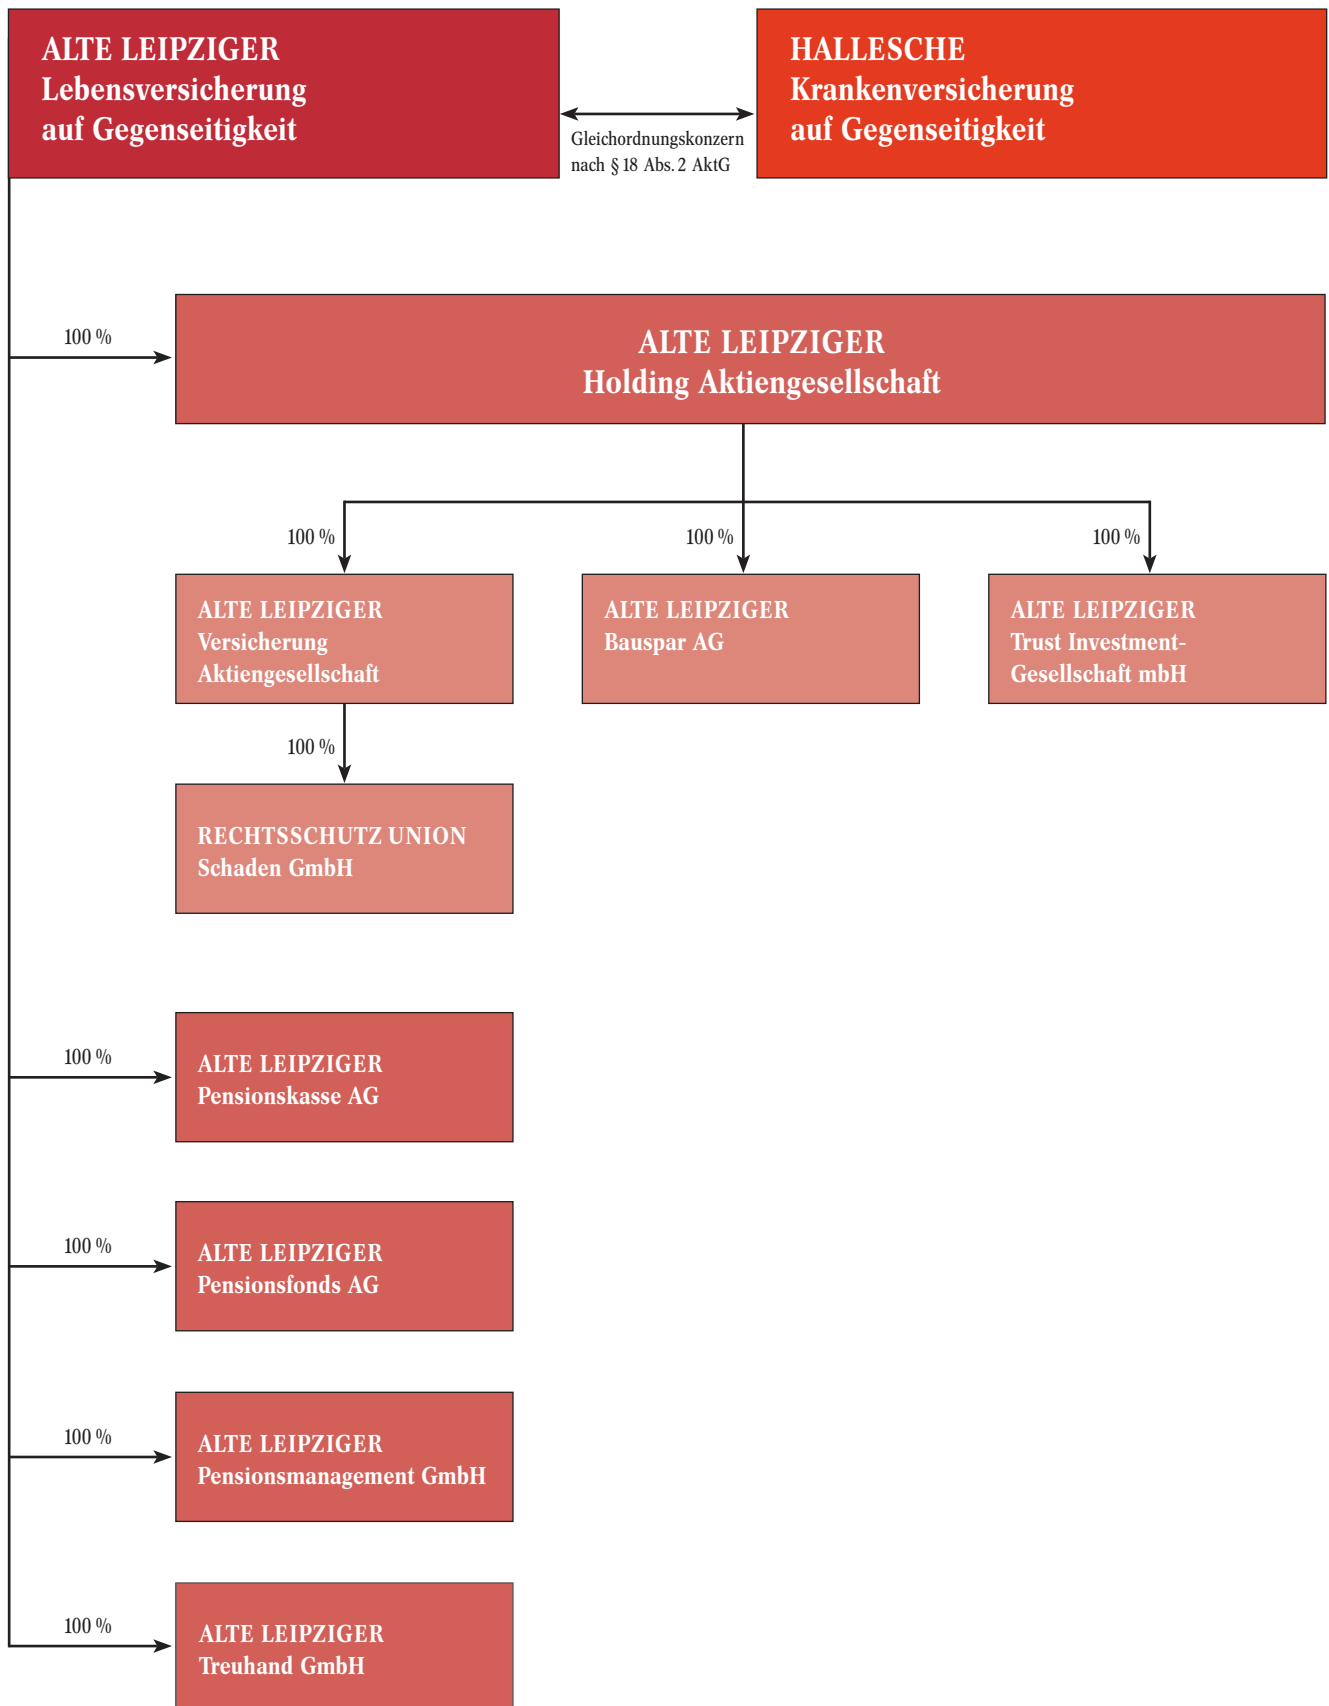 ALTE LEIPZIGER
Lebensversicherung
auf Gegenseitigkeit
Gleichordnungskonzern
nach § 18 Abs. 2 AktG
HALLESCHE
Krankenversicherung
auf Gegenseitigkeit
100 %
ALTE LEIPZIGER
Holding Aktiengesellschaft
100 %
100 %
100 %
ALTE LEIPZIGER
Versicherung
Aktiengesellschaft
ALTE LEIPZIGER
Bauspar AG
ALTE LEIPZIGER
Trust Investment-
Gesellschaft mbH
100 %
RECHTSSCHUTZ UNION
Schaden GmbH
100 %
ALTE LEIPZIGER
Pensionskasse AG
100 %
ALTE LEIPZIGER
Pensionsfonds AG
100 %
ALTE LEIPZIGER
Pensionsmanagement GmbH
100 %
ALTE LEIPZIGER
Treuhand GmbH